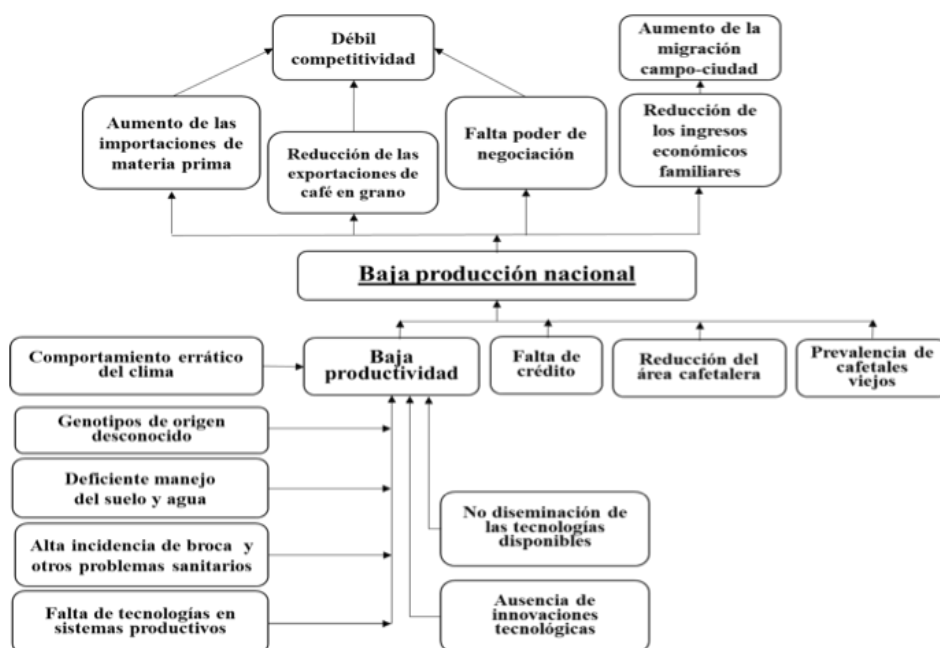 Débil
competitividad
Aumento de la
migración
campo-ciudad
Aumento de las
importaciones de
materia prima
Reducción de las
exportaciones de
café en grano
Falta poder de
negociación
Reducción de
los ingresos
económicos
familiares
Baja producción nacional
Comportamiento errático
del clima
Baja
productividad
Falta de
crédito
Reducción del
área cafetalera
Prevalencia de
cafetales
viejos
Genotipos de origen
desconocido
Deficiente manejo
del suelo y agua
Alta incidencia de broca y
otros problemas sanitarios
Falta de tecnologías en
sistemas productivos
No diseminación de
las tecnologías
disponibles
Ausencia de
innovaciones
tecnológicas